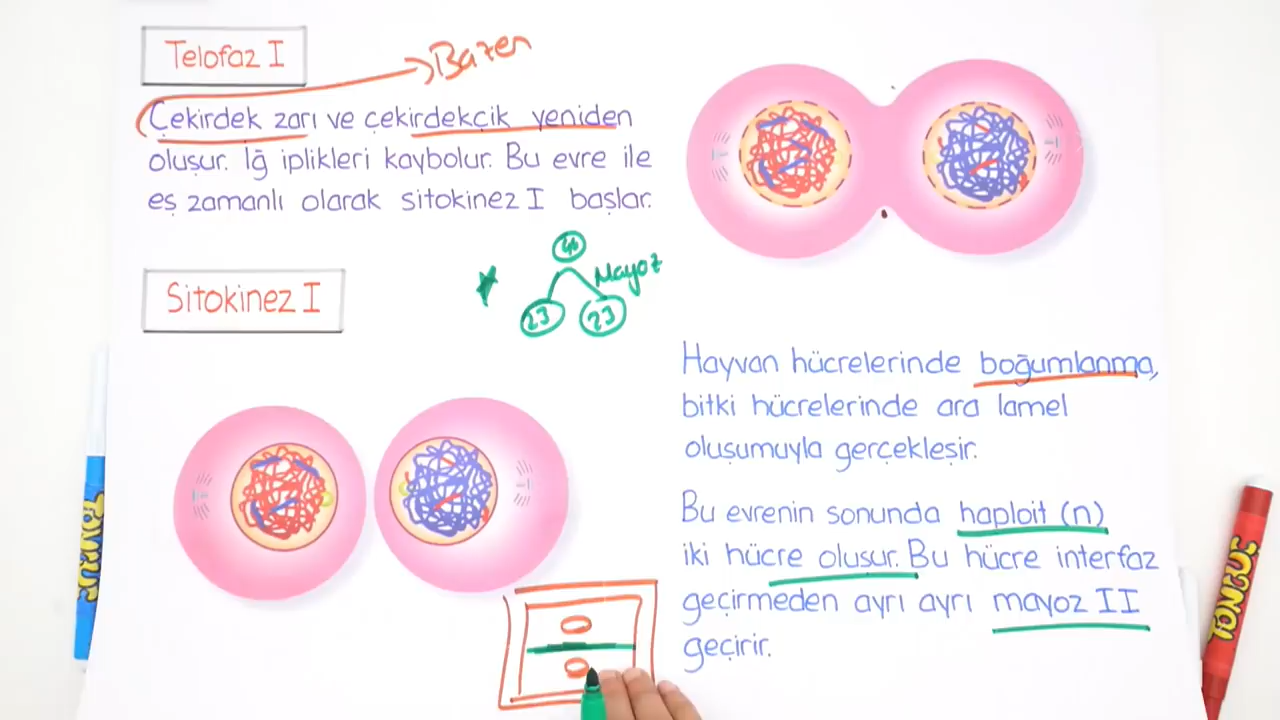 Telofaz I
Bazen
Çekirdek zarı ve çekirdekçik yeniden
oluşur. İğ iplikleri kaybolur. Bu evre ile
eş zamanlı olarak sitokinez I başlar.
46
Mayoz
23 23
Sitokinez I
Hayvan hücrelerinde boğumlanma,
bitki hücrelerinde ara lamel
oluşumuyla gerçekleşir.
Bu evrenin sonunda haploit (n)
iki hücre oluşur. Bu hücre interfaz
geçirmeden ayrı ayrı mayoz II
geçirir.